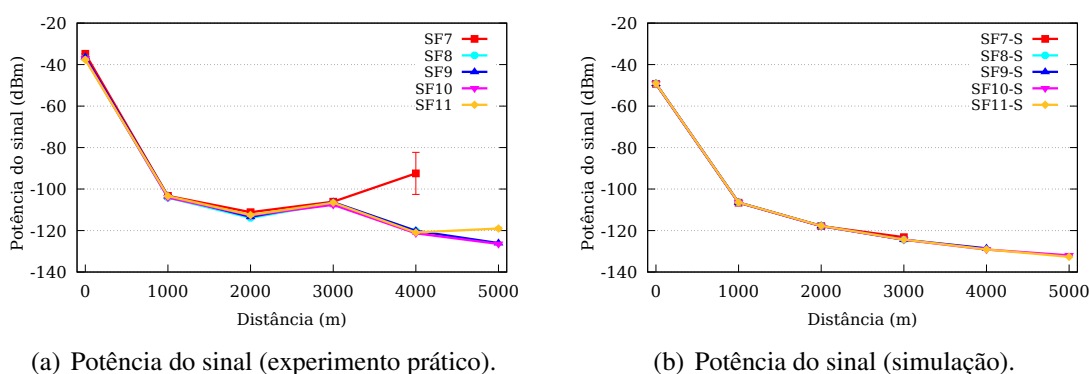 -20
-40
-60
-80
-100
-120
-140
Potência do sinal (dBm)
0 1000 2000 3000 4000 5000
Distância (m)
SF7
SF8
SF9
SF10
SF11
(a) Potência do sinal (experimento prático).
-20
-40
-60
-80
-100
-120
-140
Potência do sinal (dBm)
0 1000 2000 3000 4000 5000
Distância (m)
SF7-S
SF8-S
SF9-S
SF10-S
SF11-S
(b) Potência do sinal (simulação).